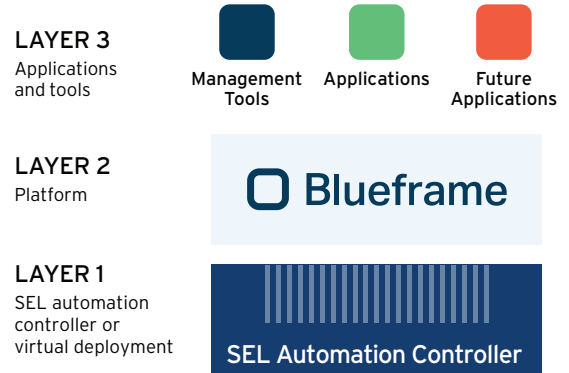 LAYER 3
Applications
and tools
Management
Tools
Applications
Future
Applications
LAYER 2
Platform
Blueframe
LAYER 1
SEL automation
controller or
virtual deployment
SEL Automation Controller